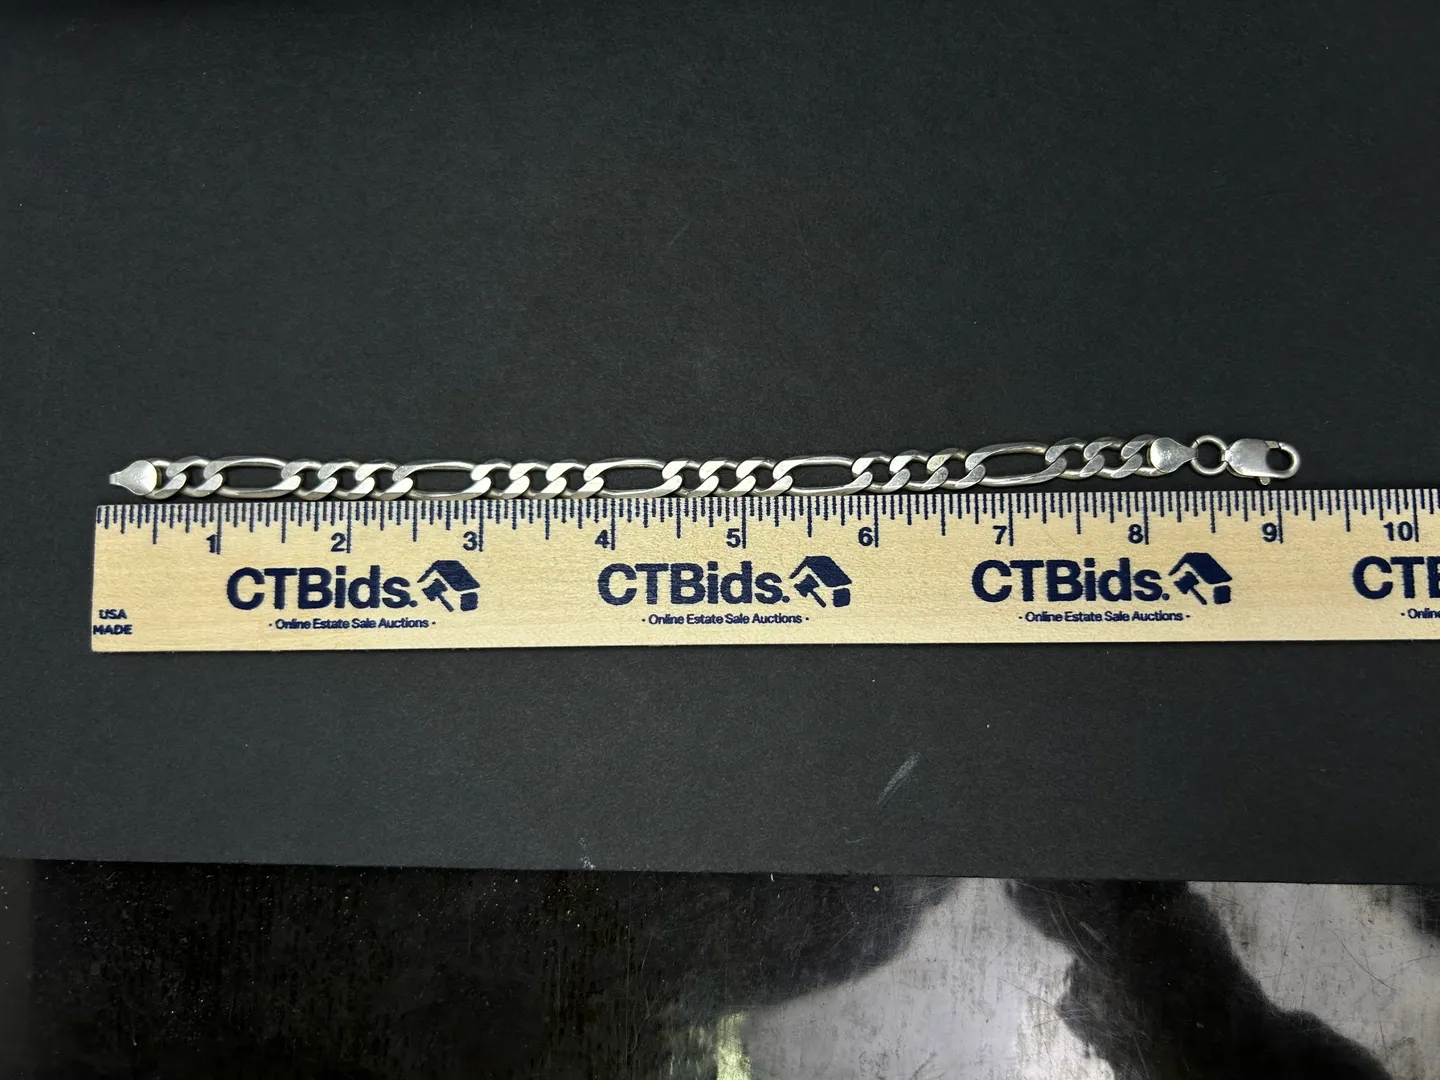 1 2 3 4 5 6 7 8 9 10
CTBids. CTBids. CTBids. CTB
· Online Estate Sale Auctions · · Online Estate Sale Auctions · · Online Estate Sale Auctions · · Onlin
USA
MADE